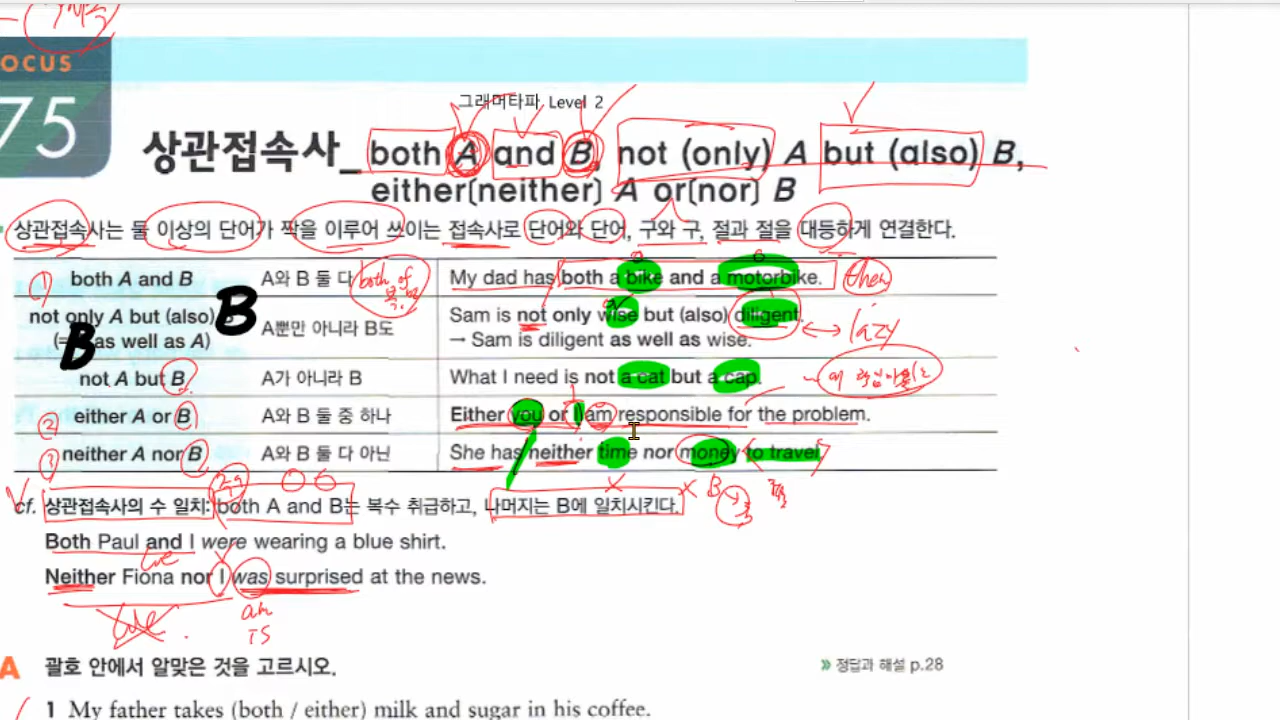 OCUS
75
그래머타파 Level 2
상관접속사_ both A and B, not (only) A but (also) B,
either(neither) A or(nor) B
상관접속사는 둘 이상의 단어가 짝을 이루어 쓰이는 접속사로 단어와 단어, 구와 구, 절과 절을 대등하게 연결한다.
① both A and B A와 B 둘 다 both of My dad has both a bike and a motorbike. them
not only A but (also) B A뿐만 아니라 B도 Sam is not only wise but (also) diligent. lazy
(= B as well as A) → Sam is diligent as well as wise.
not A but B A가 아니라 B What I need is not a cat but a cap.
② either A or B A와 B 둘 중 하나 Either you or I am responsible for the problem.
③ neither A nor B A와 B 둘 다 아닌 She has neither time nor money to travel.
cf. 상관접속사의 수 일치: both A and B는 복수 취급하고, 나머지는 B에 일치시킨다. B
Both Paul and I were wearing a blue shirt.
we
Neither Fiona nor I was surprised at the news.
we am
is
A 괄호 안에서 알맞은 것을 고르시오. » 정답과 해설 p.28
1 My father takes (both / either) milk and sugar in his coffee.